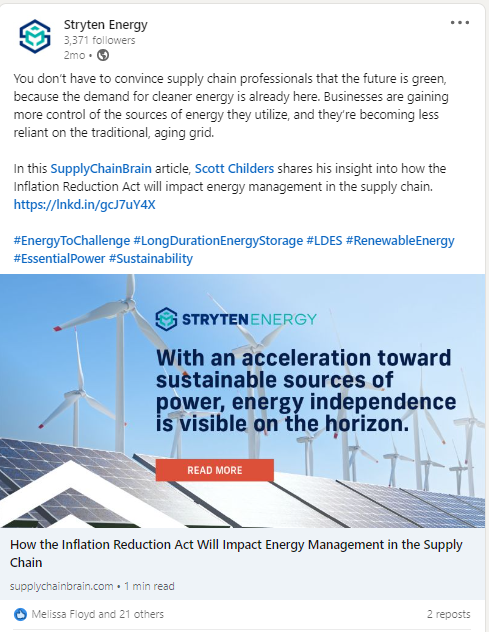 Stryten Energy
3,371 followers
2mo •
You don’t have to convince supply chain professionals that the future is green,
because the demand for cleaner energy is already here. Businesses are gaining
more control of the sources of energy they utilize, and they’re becoming less
reliant on the traditional, aging grid.
In this SupplyChainBrain article, Scott Childers shares his insight into how the
Inflation Reduction Act will impact energy management in the supply chain.
https://lnkd.in/gcJ7uY4X
#EnergyToChallenge #LongDurationEnergyStorage #LDES #RenewableEnergy
#EssentialPower #Sustainability
STRYTENENERGY
With an acceleration toward
sustainable sources of
power, energy independence
is visible on the horizon.
READ MORE
How the Inflation Reduction Act Will Impact Energy Management in the Supply
Chain
supplychainbrain.com • 1 min read
Melissa Floyd and 21 others 2 reposts